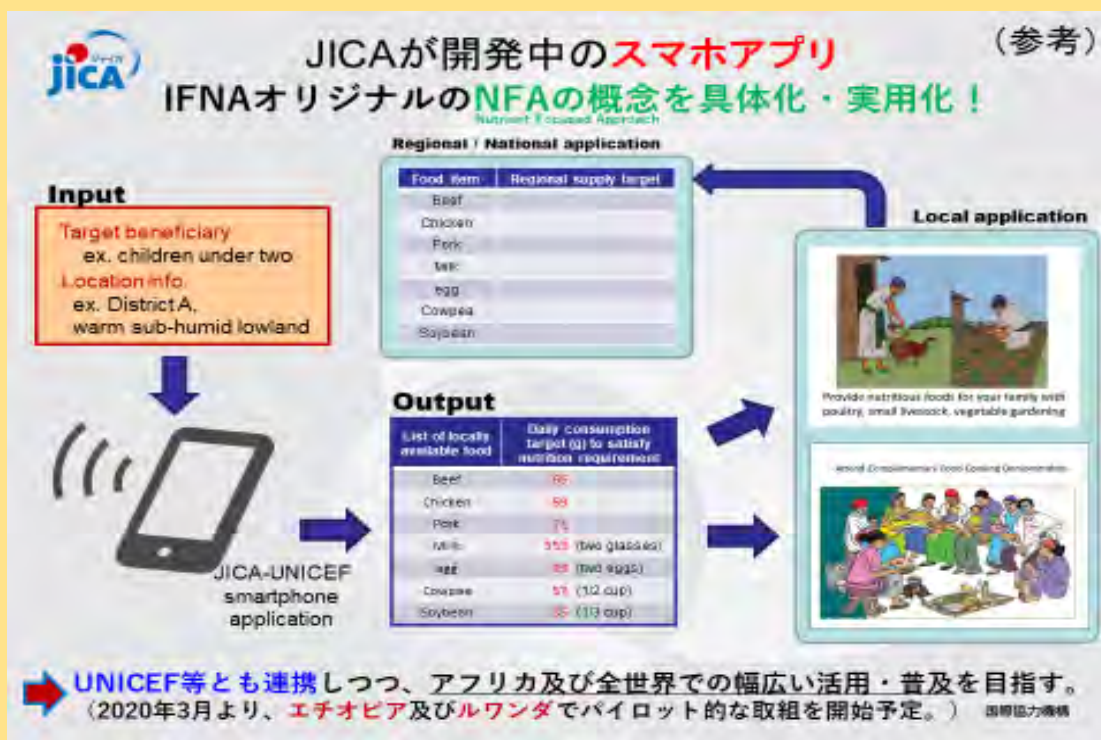 jica
JICAが開発中のスマホアプリ
（参考）
IFNAオリジナルのNFAの概念を具体化・実用化！
Nutrient Focused Approach
Regional / National application
Food item Regional supply target
Beef
Chicken
Pork
Milk
egg
Cowpea
Soybean
Input
Target beneficiary
ex. children under two
Location info.
ex. District A,
warm sub-humid lowland
JICA-UNICEF
smartphone
application
Output
List of locally available food
Daily consumption target (g) to satisfy nutrition requirement
Beef
Chicken
Pork
Milk (two glasses)
egg (two eggs)
Cowpea (1/2 cup)
Soybean (1/3 cup)
Local application
Provide nutritious foods for your family with
poultry, small livestock, vegetable gardening
Attend Complementary Food Cooking Demonstration
UNICEF等とも連携しつつ、アフリカ及び全世界での幅広い活用・普及を目指す。
（2020年3月より、エチオピア及びルワンダでパイロット的な取組を開始予定。）
国際協力機構